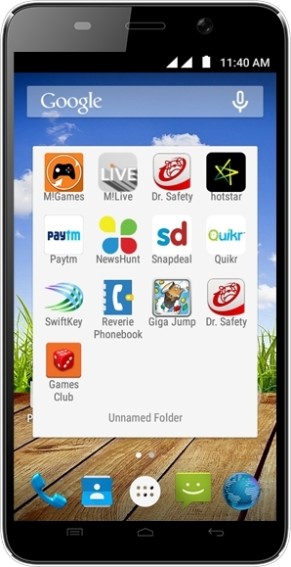 11:40 AM
Google
LIVE
M!Games
M!Live
Dr. Safety
hotstar
paytm
sd
Quikr
Paytm
NewsHunt
Snapdeal
Quikr
SwiftKey
Reverie
Phonebook
Giga Jump
Dr. Safety
Games
Club
Unnamed Folder